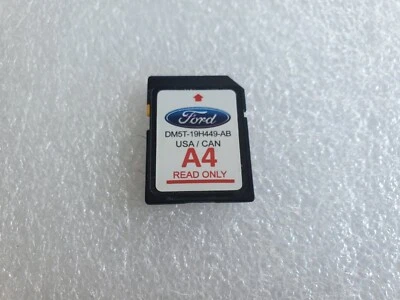 Ford
DM5T-19H449-AB
USA / CAN
A4
READ ONLY